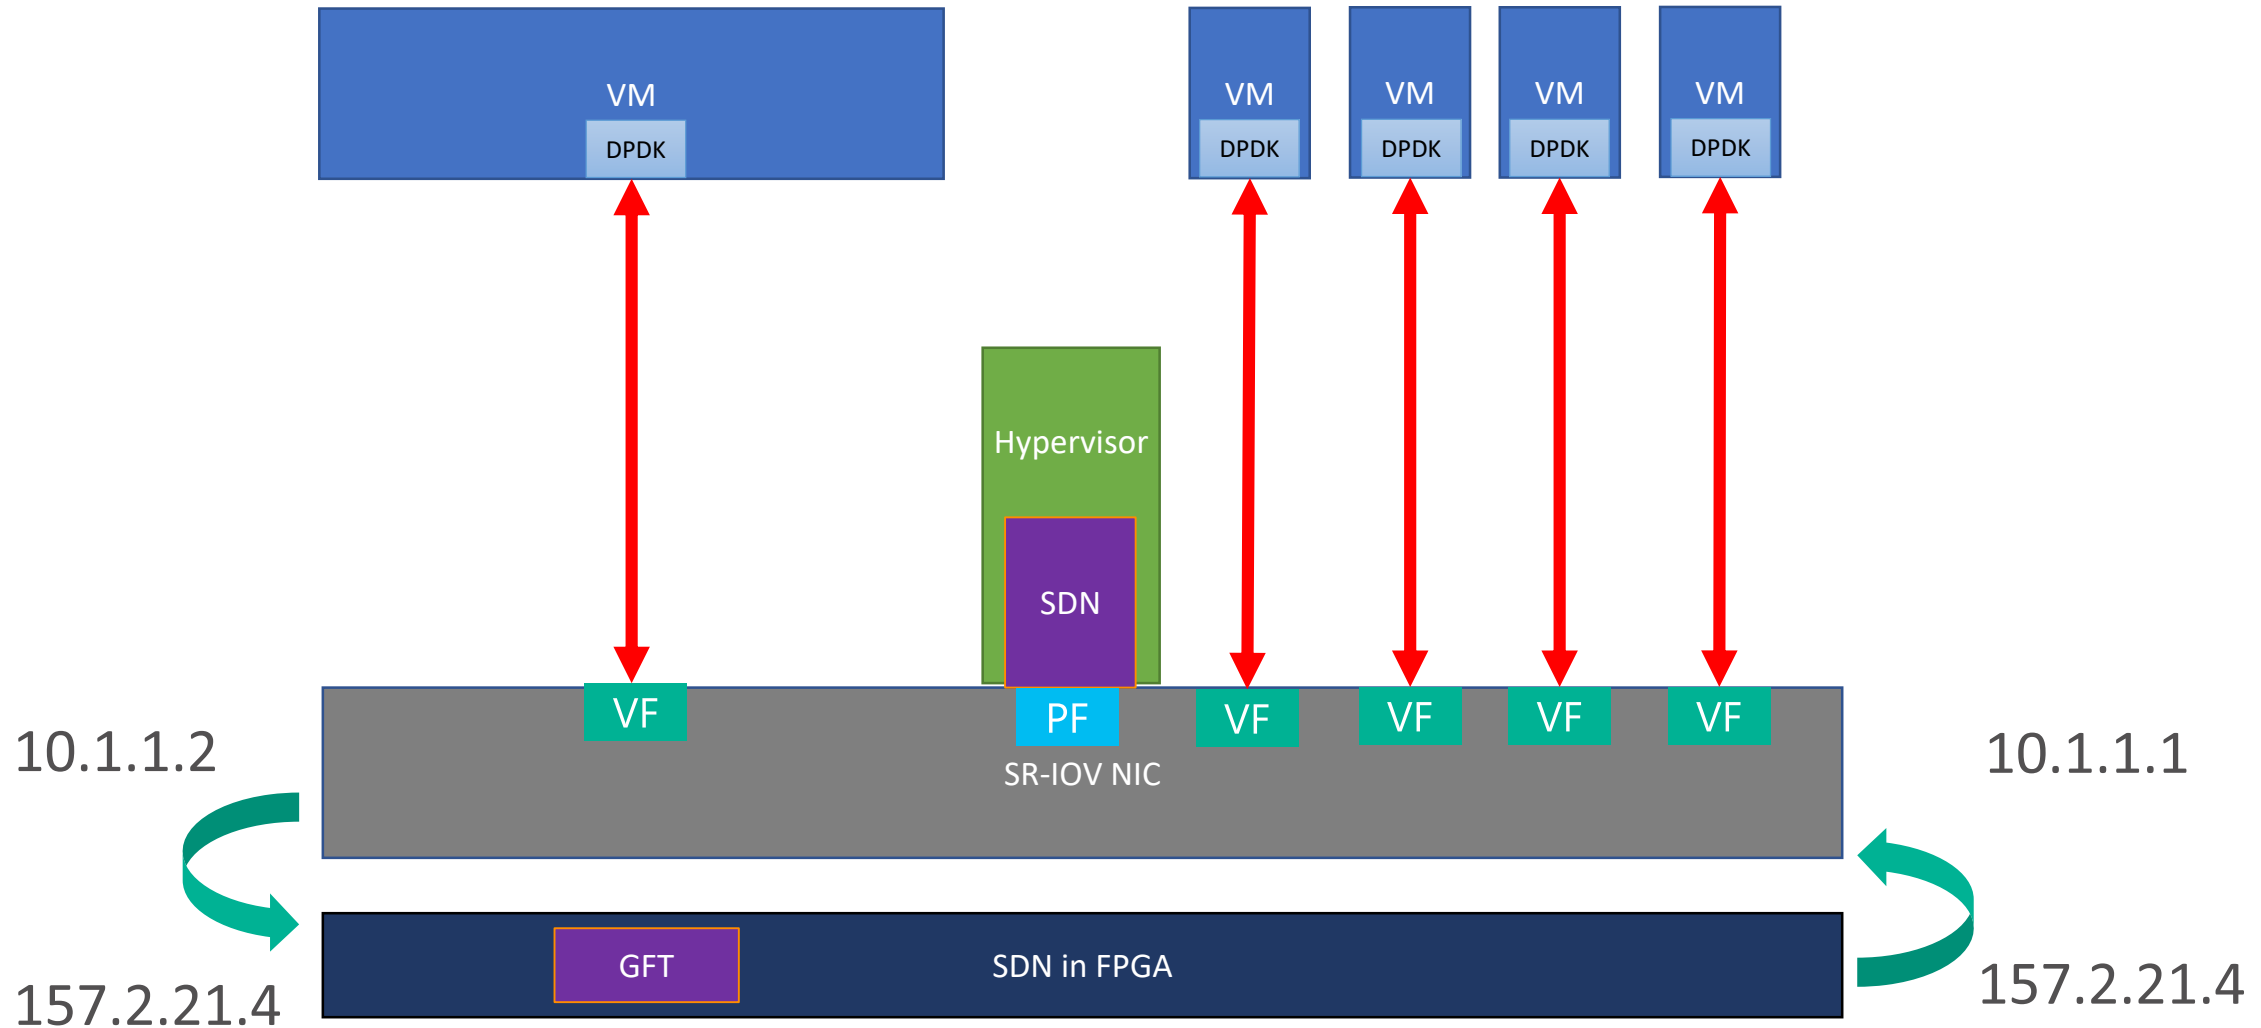 VM
DPDK
VM
DPDK
VM
DPDK
VM
DPDK
VM
DPDK
Hypervisor
SDN
VF
PF
VF
VF
VF
VF
SR-IOV NIC
10.1.1.2
10.1.1.1
GFT
SDN in FPGA
157.2.21.4
157.2.21.4